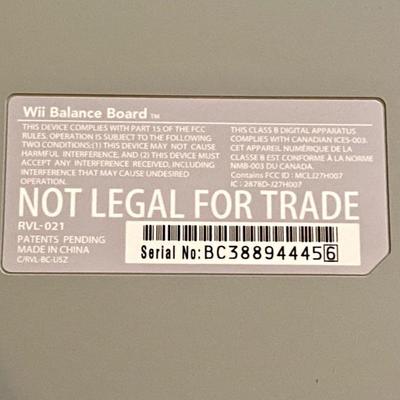 Wii Balance Board™
THIS DEVICE COMPLIES WITH PART 15 OF THE FCC
RULES. OPERATION IS SUBJECT TO THE FOLLOWING
TWO CONDITIONS:(1) THIS DEVICE MAY NOT CAUSE
HARMFUL INTERFERENCE, AND (2) THIS DEVICE MUST
ACCEPT ANY INTERFERENCE RECEIVED, INCLUDING
INTERFERENCE THAT MAY CAUSE UNDESIRED
OPERATION.
THIS CLASS B DIGITAL APPARATUS
COMPLIES WITH CANADIAN ICES-003.
CET APPAREIL NUMÉRIQUE DE LA
CLASSE B EST CONFORME À LA NORME
NMB-003 DU CANADA.
Contains FCC ID : MCLJ27H007
IC : 2878D-J27H007
NOT LEGAL FOR TRADE
RVL-021
PATENTS PENDING
MADE IN CHINA
C/RVL-BC-USZ
Serial No: BC38894445 6